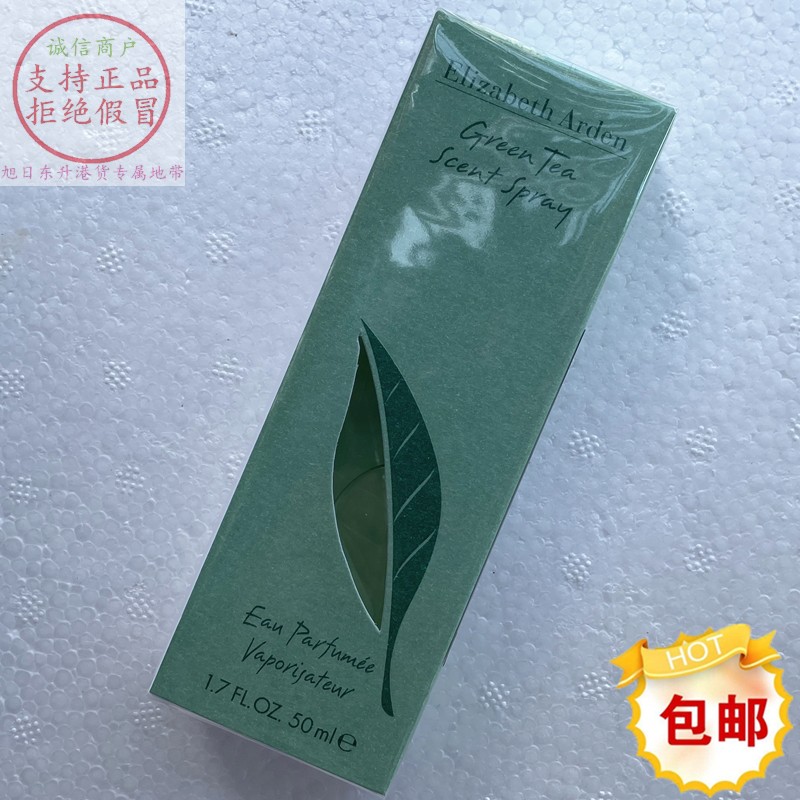 诚信商户
支持正品
拒绝假冒
旭日东升港货专属地带
Elizabeth Arden
Green Tea
Scent Spray
Eau Parfumée
Vaporisateur
1.7 FL.OZ. 50 ml ℮
HOT
包邮